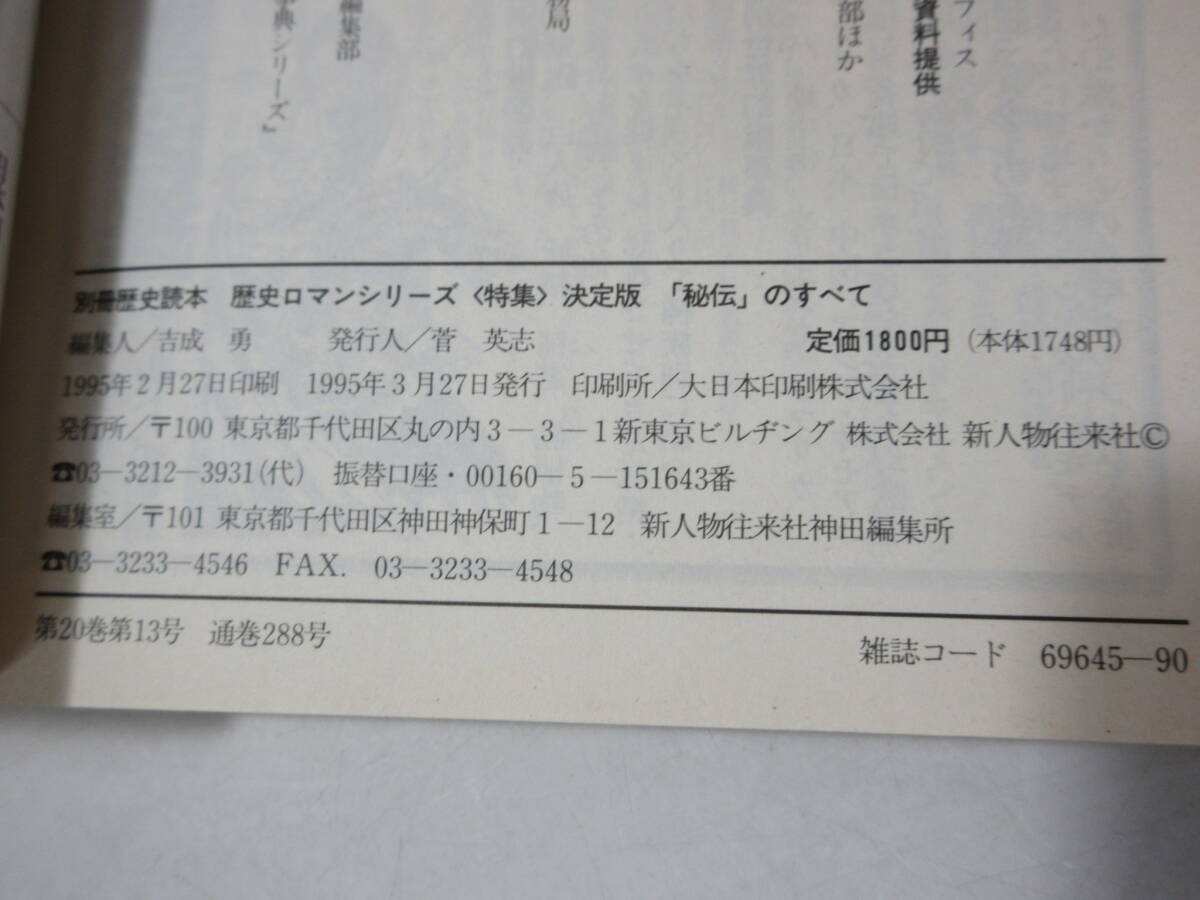 フィス
資料提供
部ほか
務局
編集部
事典シリーズ』
別冊歴史読本　歴史ロマンシリーズ〈特集〉決定版　「秘伝」のすべて
編集人／吉成　勇　　　発行人／菅　英志　　　定価1800円（本体1748円）
1995年2月27日印刷　1995年3月27日発行　印刷所／大日本印刷株式会社
発行所／〒100 東京都千代田区丸の内3－3－1新東京ビルヂング 株式会社 新人物往来社©
☎03－3212－3931(代)　振替口座・00160－5－151643番
編集室／〒101 東京都千代田区神田神保町1－12　新人物往来社神田編集所
☎03－3233－4546　FAX.　03－3233－4548
第20巻第13号　通巻288号
雑誌コード　69645－90